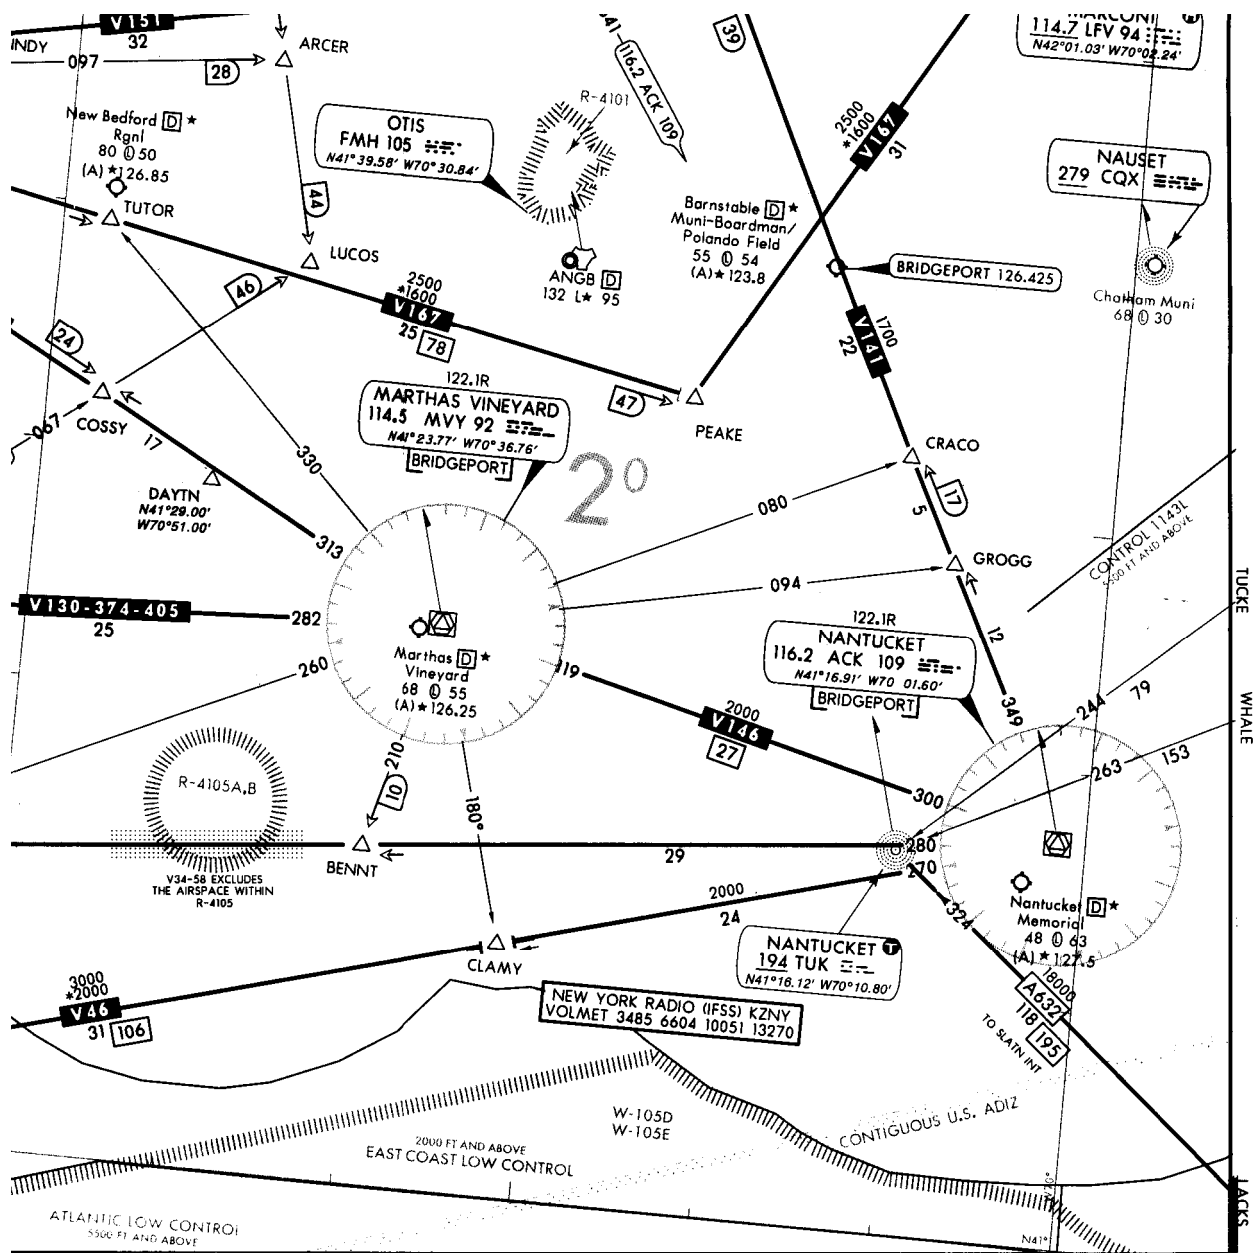 V151
32
INDY
097
28
ARCER
39
116.2 ACK 109
R-4101
MARCONI
114.7 LFV 94
N42°01.03' W70°02.24'
New Bedford D ★
Rgnl
80 Ⓛ 50
(A) ★126.85
TUTOR
OTIS
FMH 105
N41°39.58' W70°30.84'
2500
*1600
V167
31
NAUSET
279 CQX
44
LUCOS
46
24
Barnstable D ★
Muni-Boardman/
Polando Field
55 Ⓛ 54
(A)★123.8
ANGB D
132 L★ 95
BRIDGEPORT 126.425
Chatham Muni
68 Ⓛ 30
2500
*1600
V167
25 78
1700
V141
22
47
PEAKE
067
COSSY
17
122.1R
MARTHAS VINEYARD
114.5 MVY 92
N41°23.77' W70°36.76'
BRIDGEPORT
2°
CRACO
17
5
330
DAYTN
N41°29.00'
W70°51.00'
313
080
094
GROGG
CONTROL 1143L
5500 FT AND ABOVE
TUCKE
V130-374-405
25
282
260
12
122.1R
NANTUCKET
116.2 ACK 109
N41°16.91' W70 01.60'
BRIDGEPORT
Marthas D ★
Vineyard
68 Ⓛ 55
(A)★126.25
119
2000
V146
27
300
349
244
79
263
153
WHALE
R-4105A,B
210
10
180°
BENNT
29
280
270
V34-58 EXCLUDES
THE AIRSPACE WITHIN
R-4105
2000
24
324
CLAMY
NANTUCKET T
194 TUK
N41°16.12' W70°10.80'
Nantucket D ★
Memorial
48 Ⓛ 63
(A)★127.5
3000
*2000
V46
31 106
NEW YORK RADIO (IFSS) KZNY
VOLMET 3485 6604 10051 13270
18000
A632
118
195
TO SLATN INT
W-105D
W-105E
CONTIGUOUS U.S. ADIZ
2000 FT AND ABOVE
EAST COAST LOW CONTROL
ATLANTIC LOW CONTROL
5500 FT AND ABOVE
W70°
N41°
JACKS